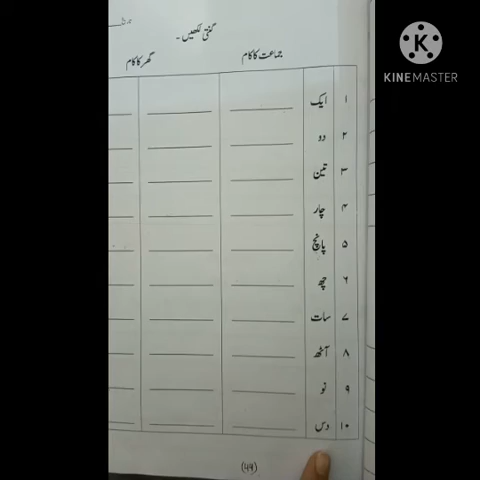 گنتی لکھیں۔
جماعت کا کام
گھر کا کام
۱ ایک
۲ دو
۳ تین
۴ چار
۵ پانچ
۶ چھ
۷ سات
۸ آٹھ
۹ نو
۱۰ دس
KINEMASTER